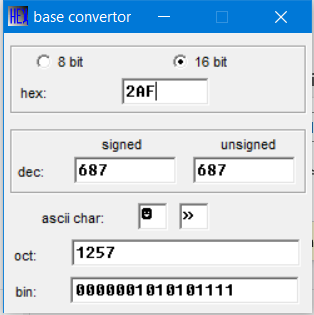 HEX base convertor
8 bit 16 bit
hex: 2AF
signed unsigned
dec: 687 687
ascii char: ☻ »
oct: 1257
bin: 0000001010101111